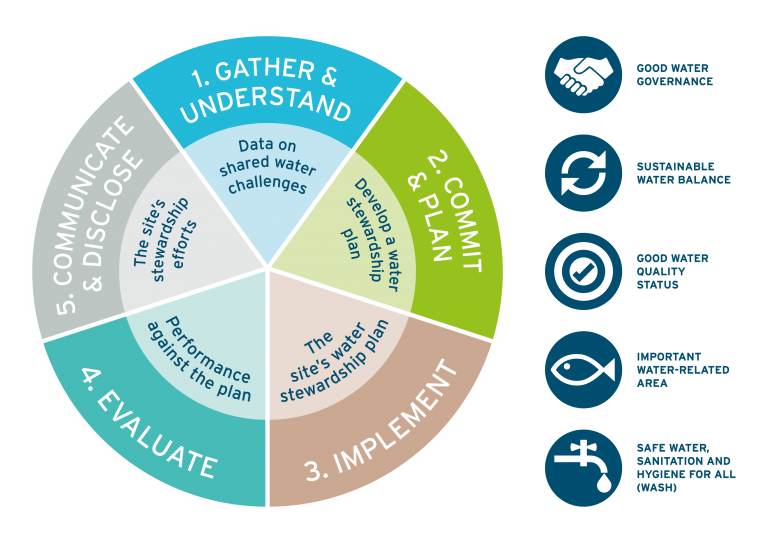 1. GATHER &
UNDERSTAND
Data on
shared water
challenges
2. COMMIT
& PLAN
Develop a water
stewardship
plan
3. IMPLEMENT
The
site's water
stewardship plan
4. EVALUATE
Performance
against the plan
5. COMMUNICATE
& DISCLOSE
The site's
stewardship
efforts
GOOD WATER
GOVERNANCE
SUSTAINABLE
WATER BALANCE
GOOD WATER
QUALITY
STATUS
IMPORTANT
WATER-RELATED
AREA
SAFE WATER,
SANITATION AND
HYGIENE FOR ALL
(WASH)